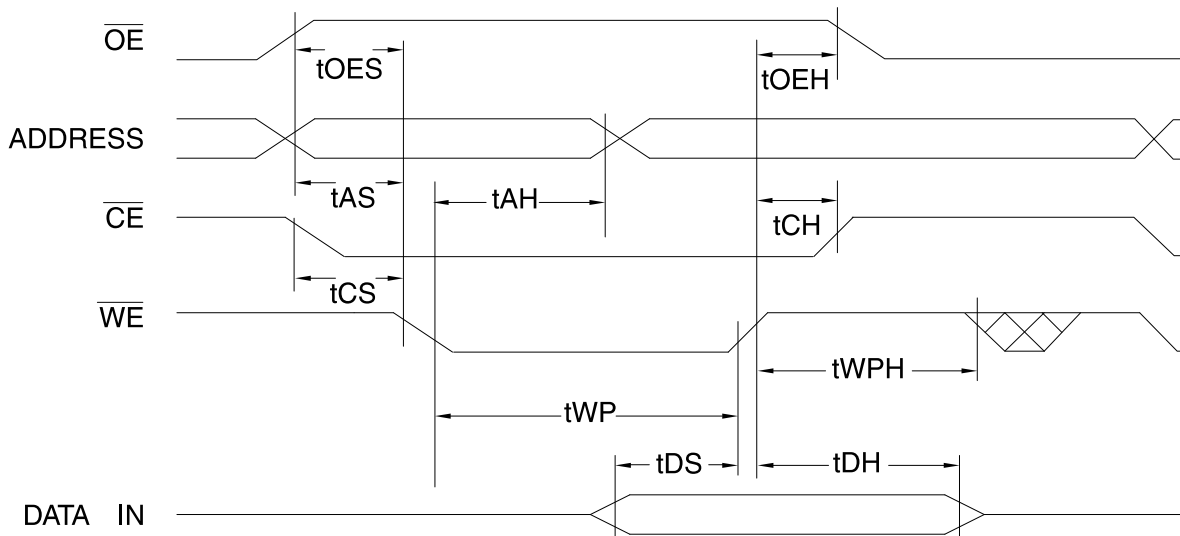 OE
tOES
tOEH
ADDRESS
tAS
tAH
CE
tCH
tCS
WE
tWPH
tWP
tDS
tDH
DATA IN